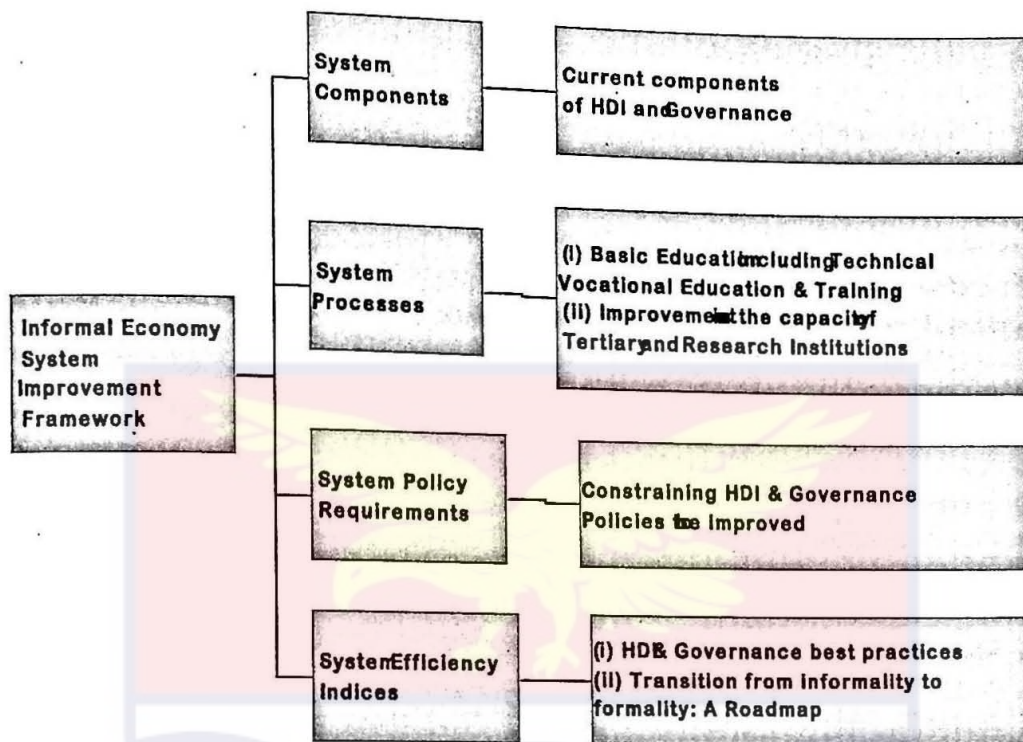 Informal Economy
System
Improvement
Framework
System
Components
Current components
of HDI and Governance
System
Processes
(i) Basic Education including Technical
Vocational Education & Training
(ii) Improvement in the capacity of
Tertiary and Research Institutions
System Policy
Requirements
Constraining HDI & Governance
Policies to be improved
System Efficiency
Indices
(i) HDI & Governance best practices
(ii) Transition from informality to
formality: A Roadmap